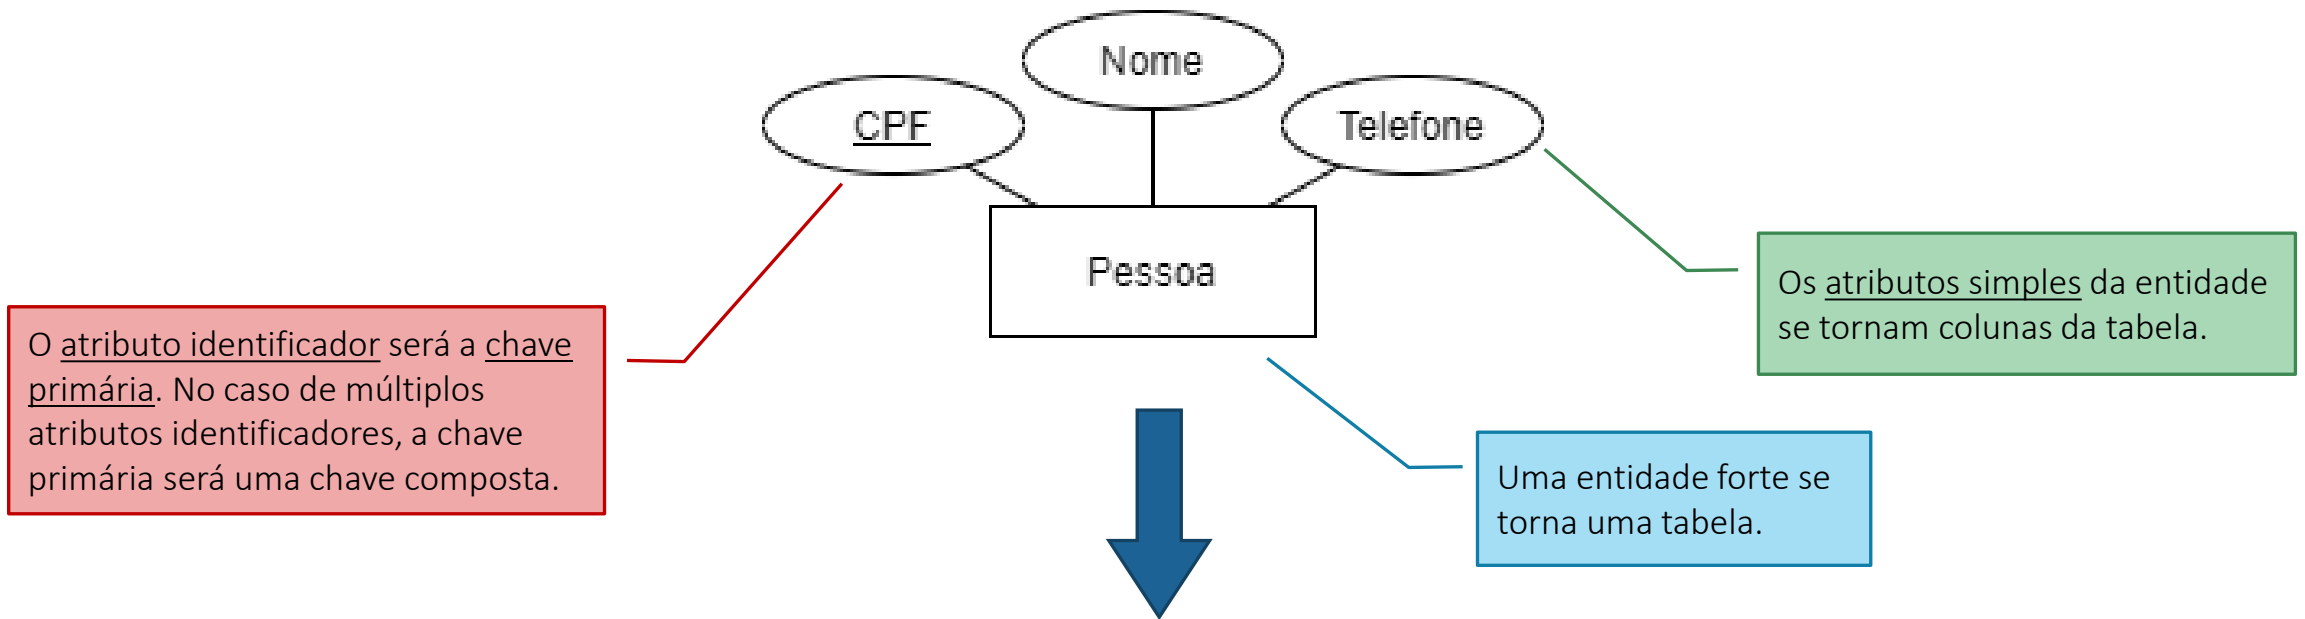 Nome
CPF
Telefone
Pessoa
Os atributos simples da entidade
se tornam colunas da tabela.
O atributo identificador será a chave
primária. No caso de múltiplos
atributos identificadores, a chave
primária será uma chave composta.
Uma entidade forte se
torna uma tabela.